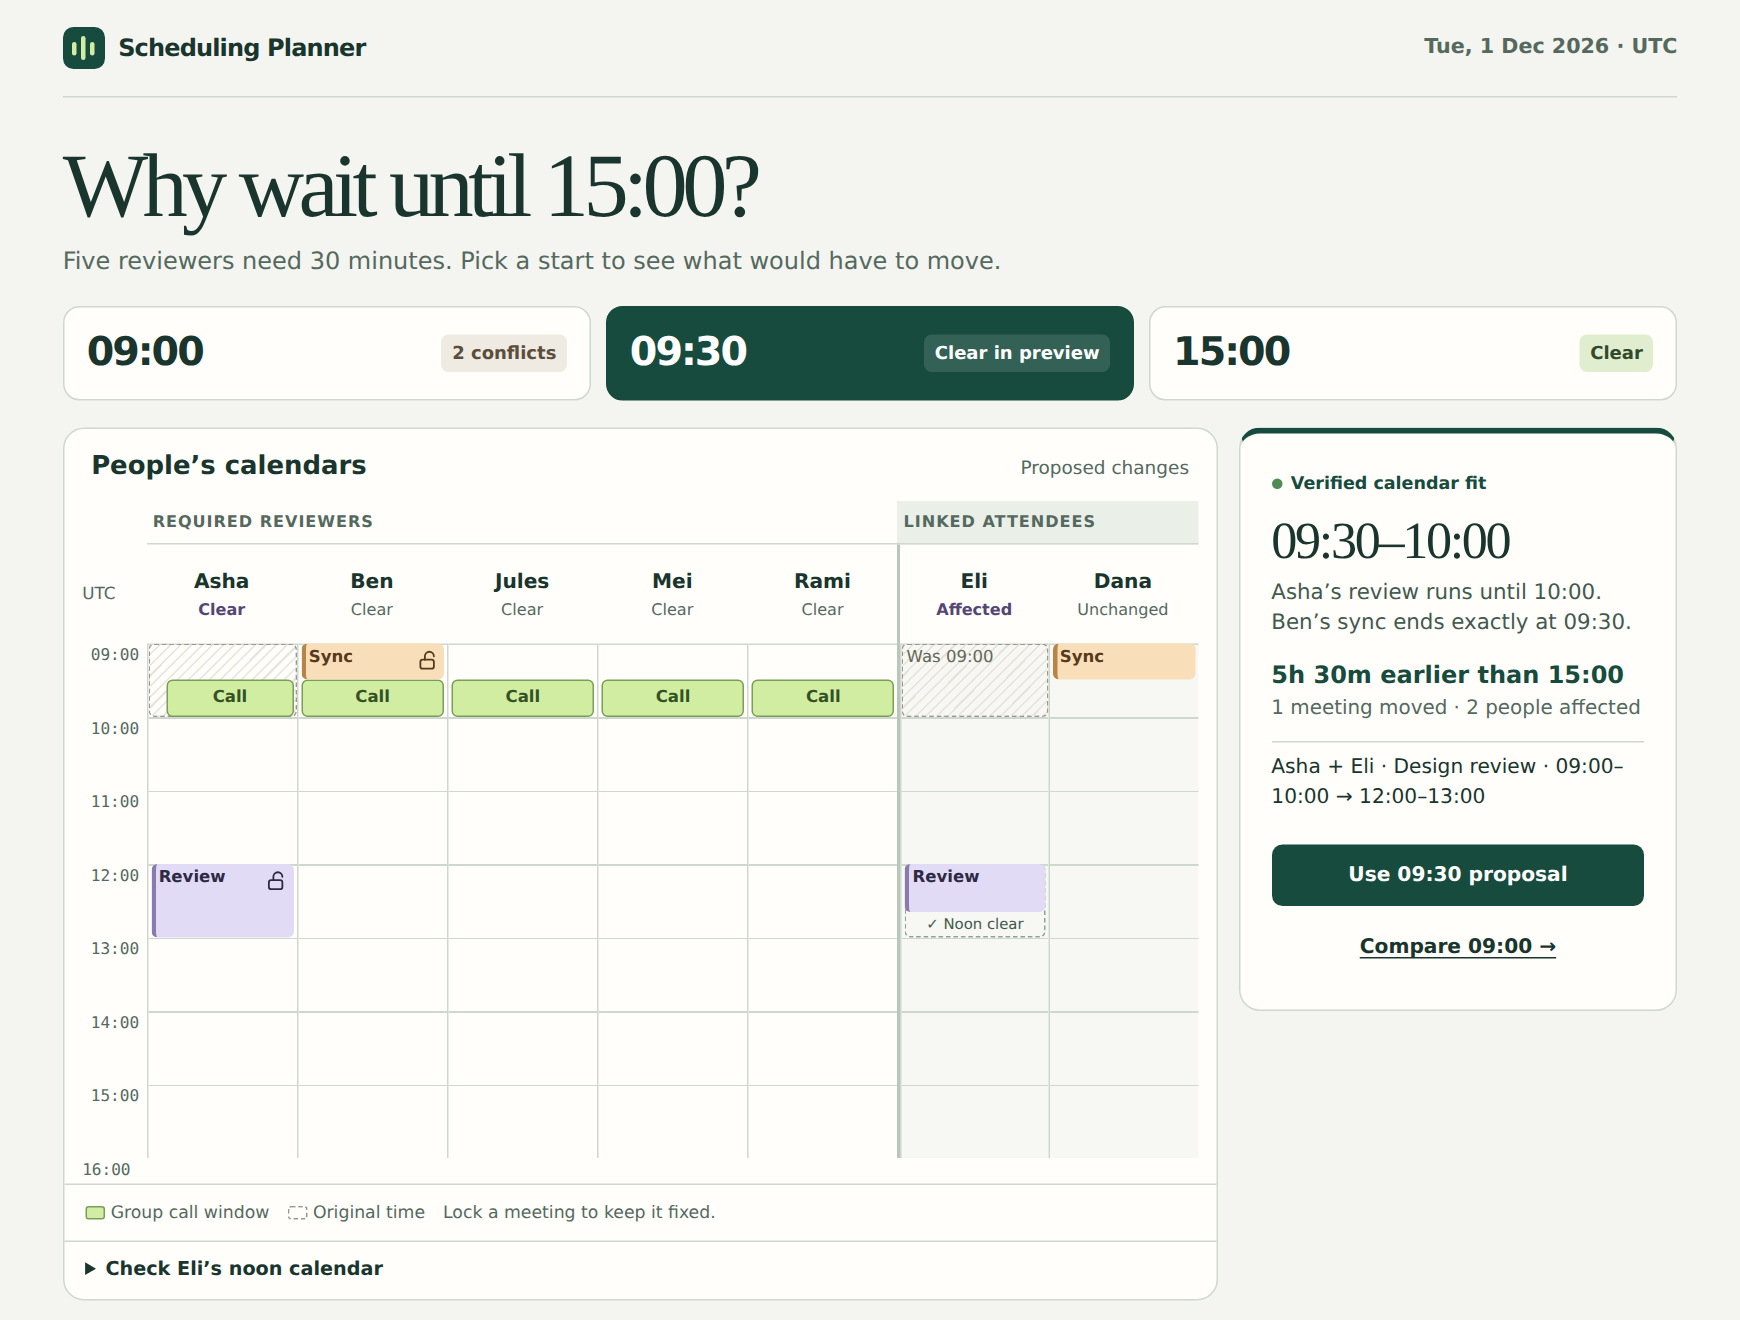 Scheduling Planner
Tue, 1 Dec 2026 · UTC
Why wait until 15:00?
Five reviewers need 30 minutes. Pick a start to see what would have to move.
09:00
2 conflicts
09:30
Clear in preview
15:00
Clear
People’s calendars
Proposed changes
REQUIRED REVIEWERS
LINKED ATTENDEES
UTC
Asha
Clear
Ben
Clear
Jules
Clear
Mei
Clear
Rami
Clear
Eli
Affected
Dana
Unchanged
09:00
Sync
Was 09:00
Sync
Call
Call
Call
Call
Call
10:00
11:00
12:00
Review
Review
✓ Noon clear
13:00
14:00
15:00
16:00
Group call window
Original time
Lock a meeting to keep it fixed.
▶ Check Eli’s noon calendar
Verified calendar fit
09:30–10:00
Asha’s review runs until 10:00.
Ben’s sync ends exactly at 09:30.
5h 30m earlier than 15:00
1 meeting moved · 2 people affected
Asha + Eli · Design review · 09:00–
10:00 → 12:00–13:00
Use 09:30 proposal
Compare 09:00 →